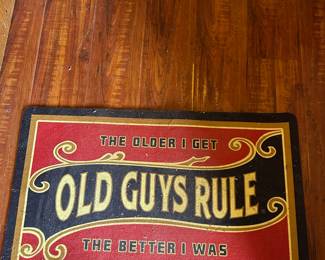 THE OLDER I GET
OLD GUYS RULE
THE BETTER I WAS